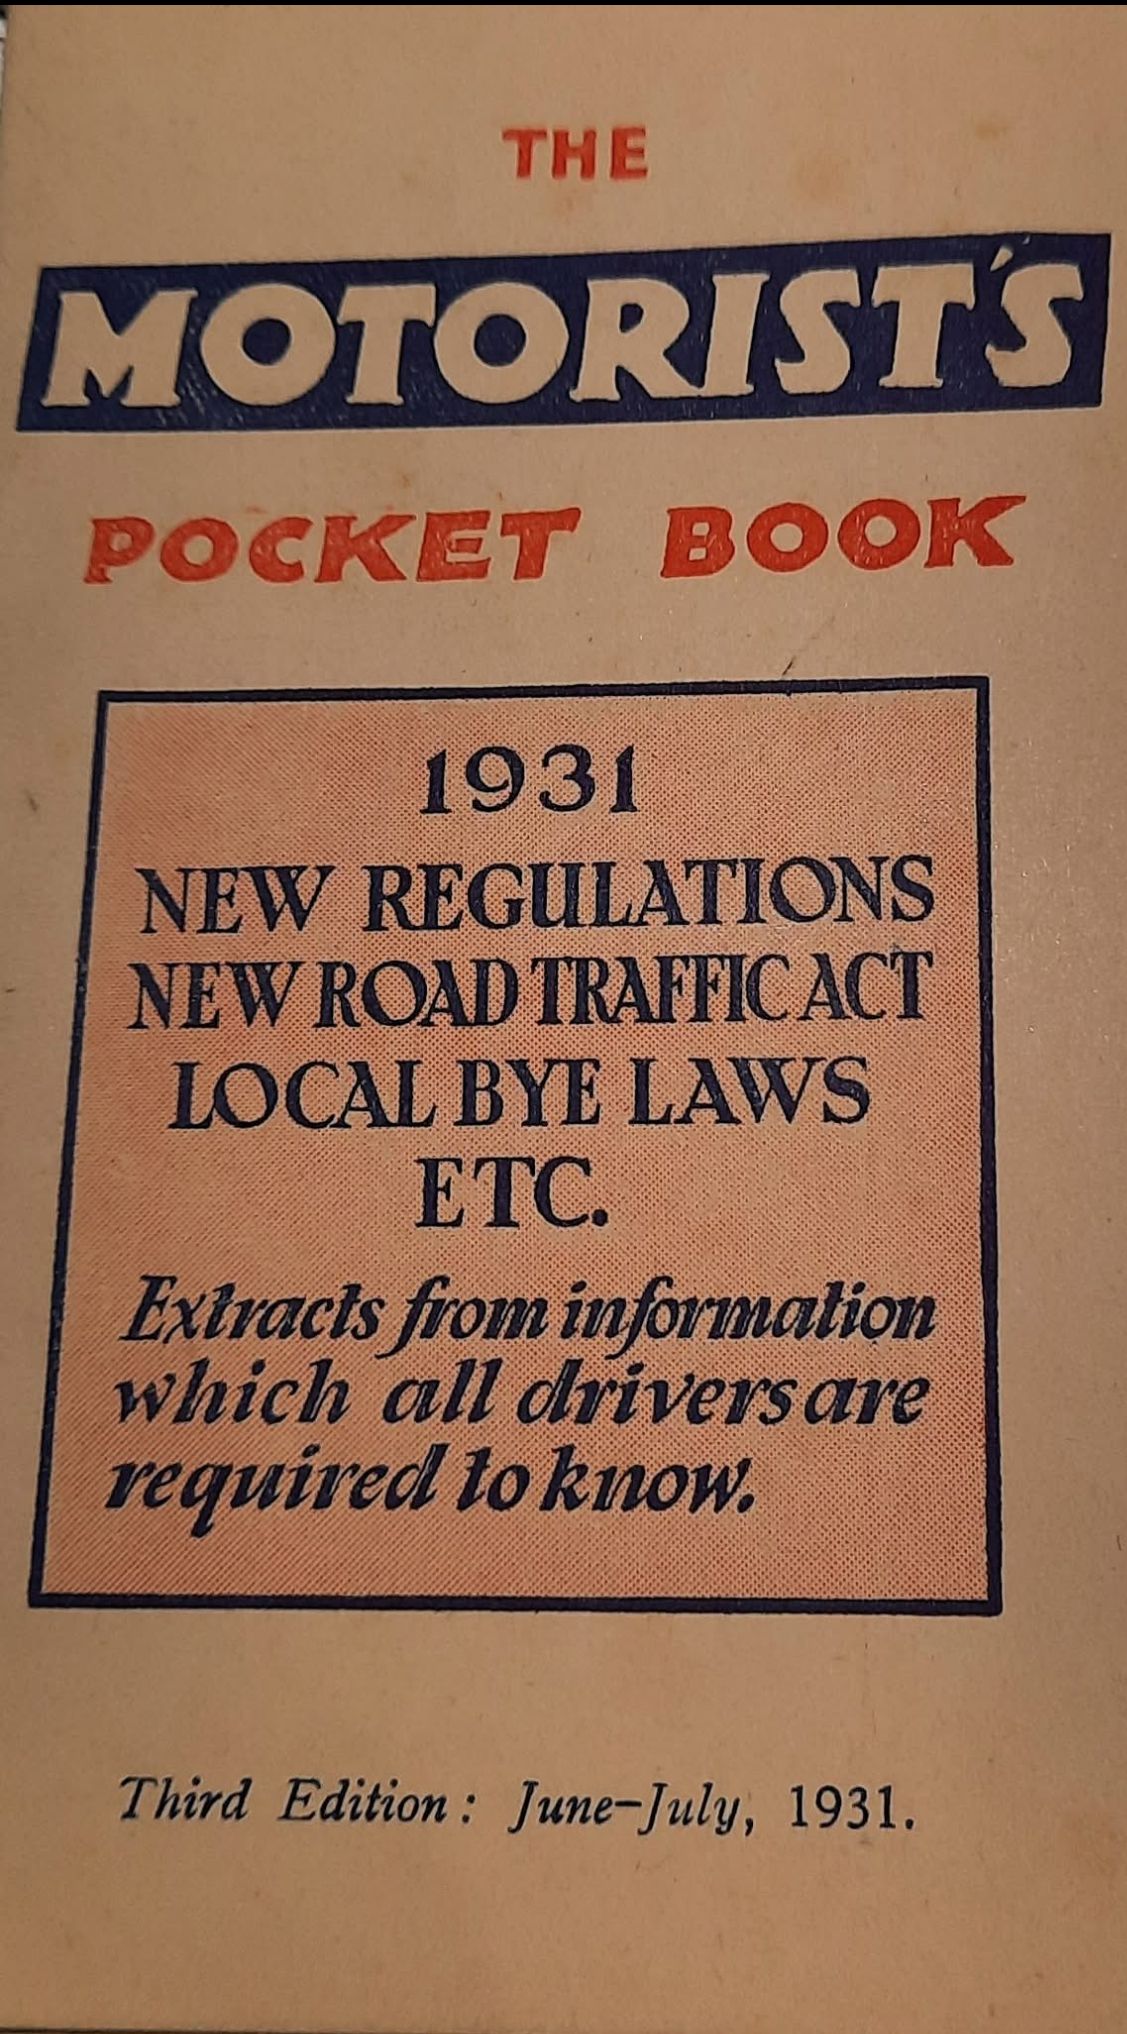 THE
MOTORIST'S
POCKET BOOK
1931
NEW REGULATIONS
NEW ROAD TRAFFIC ACT
LOCAL BYE LAWS
ETC.
Extracts from information
which all drivers are
required to know.
Third Edition: June-July, 1931.